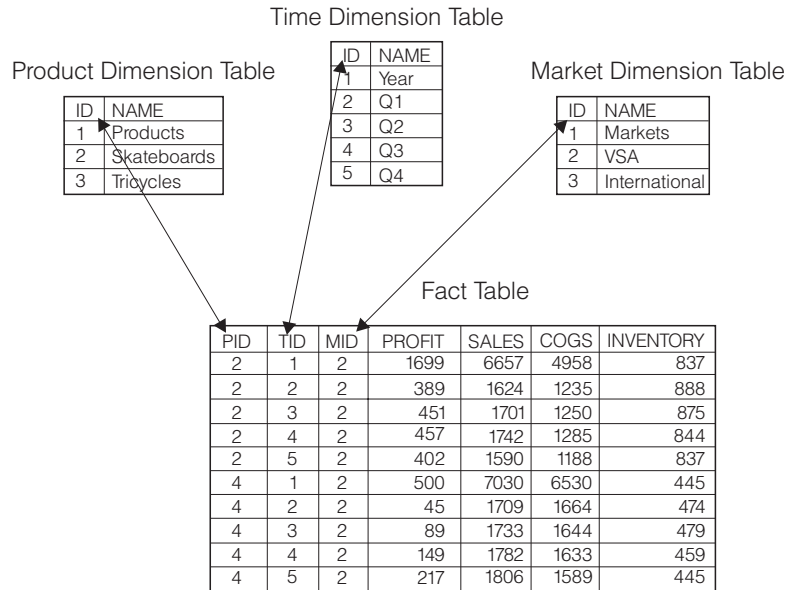 Time Dimension Table
ID NAME
1 Year
2 Q1
3 Q2
4 Q3
5 Q4
Product Dimension Table
ID NAME
1 Products
2 Skateboards
3 Tricycles
Market Dimension Table
ID NAME
1 Markets
2 VSA
3 International
Fact Table
PID TID MID PROFIT SALES COGS INVENTORY
2 1 2 1699 6657 4958 837
2 2 2 389 1624 1235 888
2 3 2 451 1701 1250 875
2 4 2 457 1742 1285 844
2 5 2 402 1590 1188 837
4 1 2 500 7030 6530 445
4 2 2 45 1709 1664 474
4 3 2 89 1733 1644 479
4 4 2 149 1782 1633 459
4 5 2 217 1806 1589 445